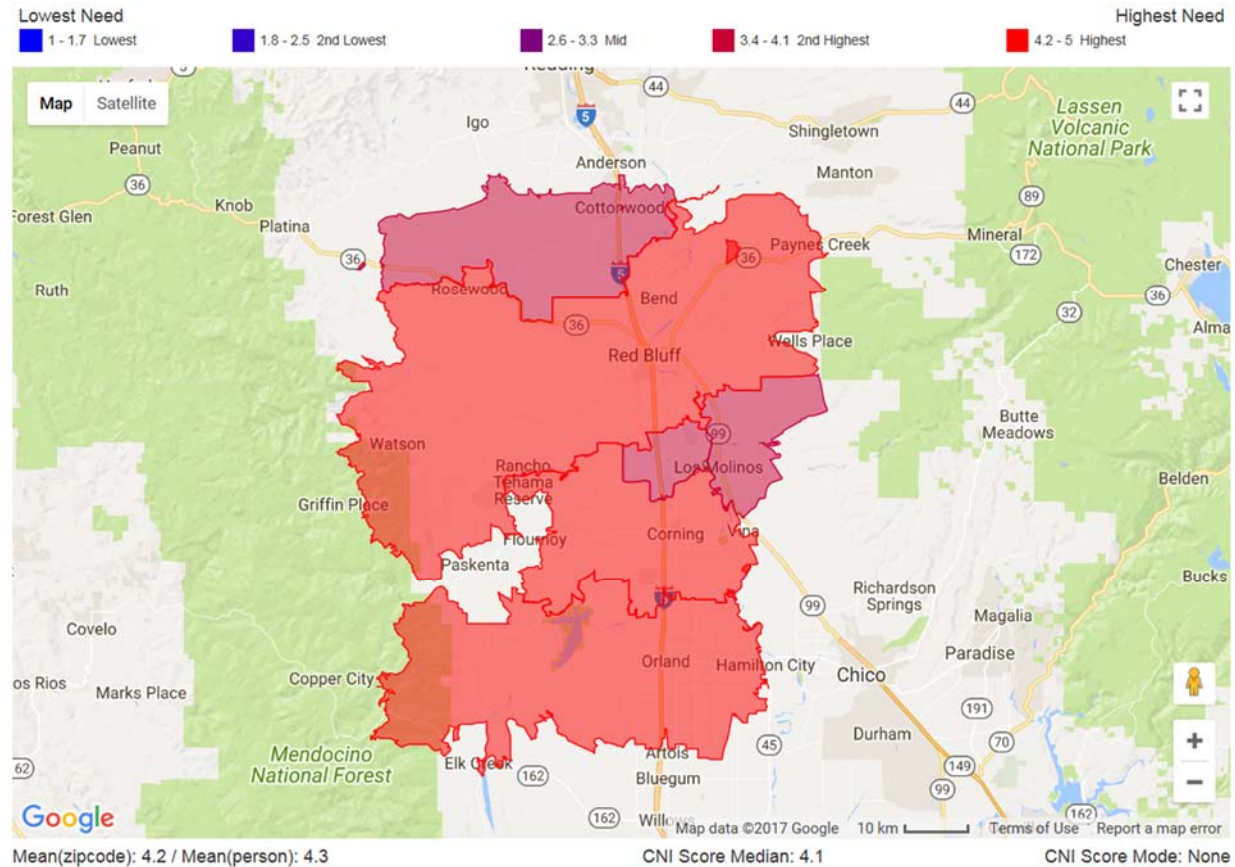 Lowest Need
Highest Need
1 - 1.7 Lowest
1.8 - 2.5 2nd Lowest
2.6 - 3.3 Mid
3.4 - 4.1 2nd Highest
4.2 - 5 Highest
Map
Satellite
Redding
44
44
Igo
5
Shingletown
Lassen
Volcanic
National Park
Peanut
Anderson
Manton
36
89
Forest Glen
Knob
Platina
Cottonwood
Mineral
Paynes Creek
172
Chester
36
36
5
Ruth
Rosewood
Bend
36
32
36
Alma
Red Bluff
Wells Place
Butte
Meadows
Watson
99
Rancho
Tehama
Reserve
Los Molinos
Belden
Griffin Place
Corning
Vina
Flournoy
Paskenta
Bucks
5
99
Richardson
Springs
Magalia
Covelo
Orland
Hamilton City
Paradise
os Rios
Marks Place
Copper City
Chico
191
Durham
45
70
Mendocino
National Forest
Artois
Elk Creek
162
Bluegum
149
62
99
162
162
Willows
Google
Map data ©2017 Google
10 km
Terms of Use
Report a map error
Mean(zipcode): 4.2 / Mean(person): 4.3
CNI Score Median: 4.1
CNI Score Mode: None